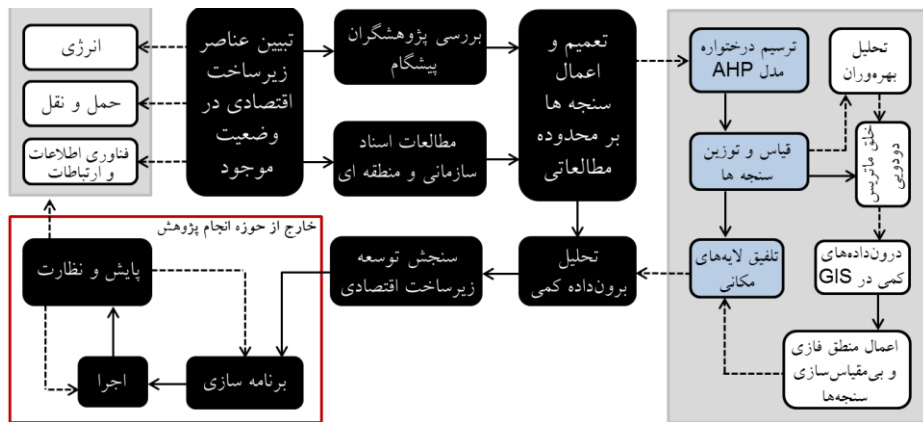 ترسیم درختواره
مدل AHP
تحلیل
بهره‌وران
قیاس و توزین
سنجه ها
خلق ماتریس
دودویی
تلفیق لایه‌های
مکانی
درون‌داده‌های
کمی در GIS
اعمال منطق فازی
و بی‌مقیاس‌سازی
سنجه‌ها
تعمیم و
اعمال
سنجه ها
بر محدوده
مطالعاتی
تحلیل
برون‌داده کمی
بررسی پژوهشگران
پیشگام
مطالعات اسناد
سازمانی و منطقه ای
سنجش توسعه
زیرساخت اقتصادی
تبیین عناصر
زیرساخت
اقتصادی در
وضعیت
موجود
انرژی
حمل و نقل
فناوری اطلاعات
و ارتباطات
خارج از حوزه انجام پژوهش
پایش و نظارت
اجرا
برنامه سازی